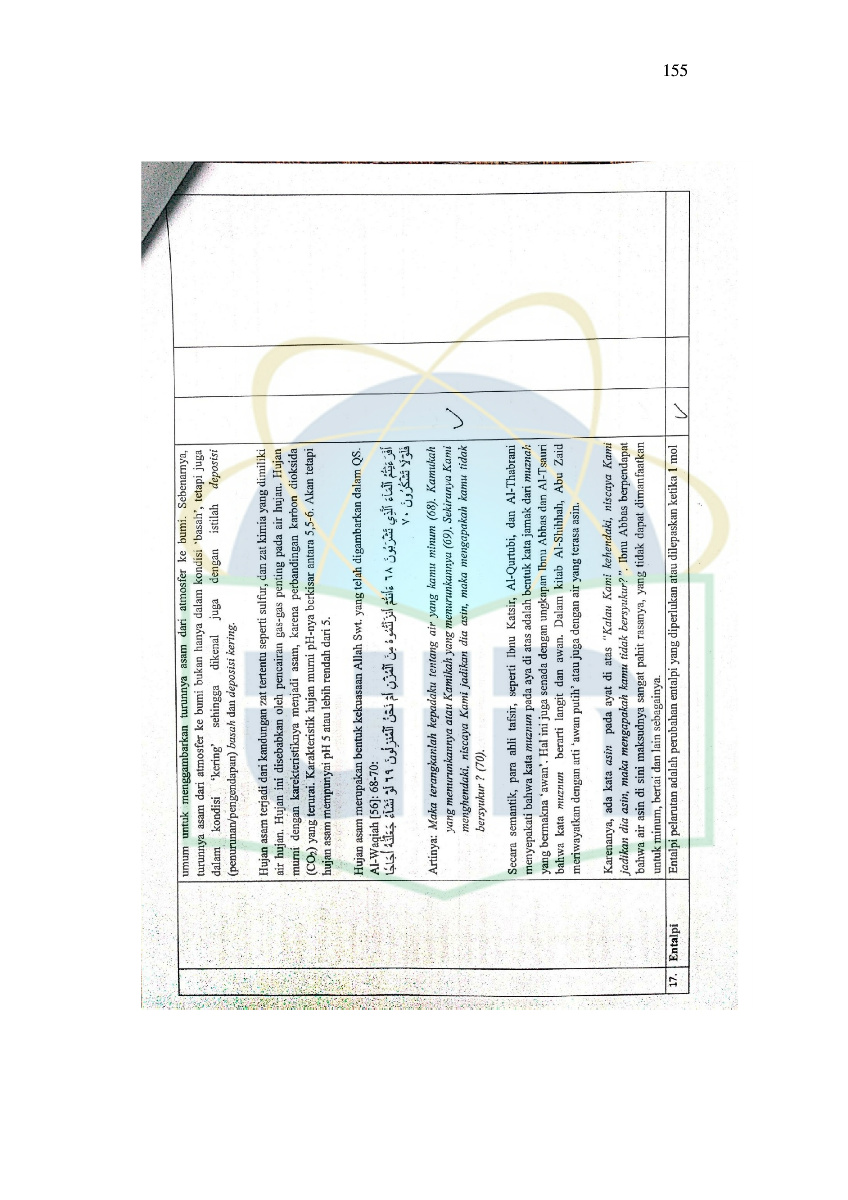 155
umum untuk menggambarkan turunnya asam dari atmosfer ke bumi. Sebenarnya,
turunnya asam dari atmosfer ke bumi bukan hanya dalam kondisi 'basah', tetapi juga
dalam kondisi 'kering' sehingga dikenal juga dengan istilah deposisi
(penurunan/pengendapan) basah dan deposisi kering.
Hujan asam terjadi dari kandungan zat tertentu seperti sulfur, dan zat kimia yang dimiliki
air hujan. Hujan ini disebabkan oleh pencairan gas-gas penting pada air hujan. Hujan
murni dengan karekteristiknya menjadi asam, karena perbandingan karbon dioksida
(CO₂) yang terurai. Karakteristik hujan murni pH-nya berkisar antara 5,5-6. Akan tetapi
hujan asam mempunyai pH 5 atau lebih rendah dari 5.
Hujan asam merupakan bentuk kekuasaan Allah Swt. yang telah digambarkan dalam QS.
Al-Waqiah [56]: 68-70:
أَفَرَءَيْتُمُ ٱلْمَآءَ ٱلَّذِي تَشْرَبُونَ ٦٨ ءَأَنتُمْ أَنزَلْتُمُوهُ مِنَ ٱلْمُزْنِ أَمْ نَحْنُ ٱلْمُنزِلُونَ ٦٩ لَوْ نَشَآءُ جَعَلْنَٰهُ أُجَاجًا
فَلَوْلَا تَشْكُرُونَ ٧٠
Artinya: Maka terangkanlah kepadaku tentang air yang kamu minum (68). Kamukah
yang menurunkannya atau Kamikah yang menurunkannya (69). Sekiranya Kami
menghendaki, niscaya Kami jadikan dia asin, maka mengapakah kamu tidak
bersyukur ? (70).
Secara semantik, para ahli tafsir, seperti Ibnu Katsir, Al-Qurtubi, dan Al-Thabrani
menyepakati bahwa kata muznun pada aya di atas adalah bentuk kata jamak dari muznah
yang bermakna 'awan'. Hal ini juga senada dengan ungkapan Ibnu Abbas dan Al-Tsauri
bahwa kata muznun berarti langit dan awan. Dalam kitab Al-Shihhah, Abu Zaid
meriwayatkan dengan arti 'awan putih' atau juga dengan air yang terasa asin.
Karenanya, ada kata asin pada ayat di atas "Kalau Kami kehendaki, niscaya Kami
jadikan dia asin, maka mengapakah kamu tidak bersyukur?". Ibnu Abbas berpendapat
bahwa air asin di sini maksudnya sangat pahit rasanya, yang tidak dapat dimanfaatkan
untuk minum, bertai dan lain sebagainya.
17. Entalpi Entalpi pelarutan adalah perubahan entalpi yang diperlukan atau dilepaskan ketika 1 mol